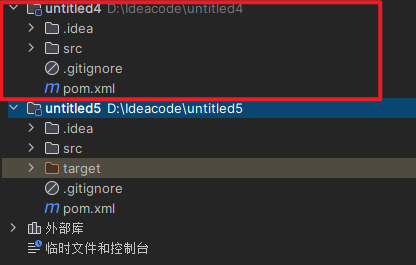 untitled4 D:\Ideacode\untitled4
.idea
src
.gitignore
pom.xml
untitled5 D:\Ideacode\untitled5
.idea
src
target
.gitignore
pom.xml
外部库
临时文件和控制台